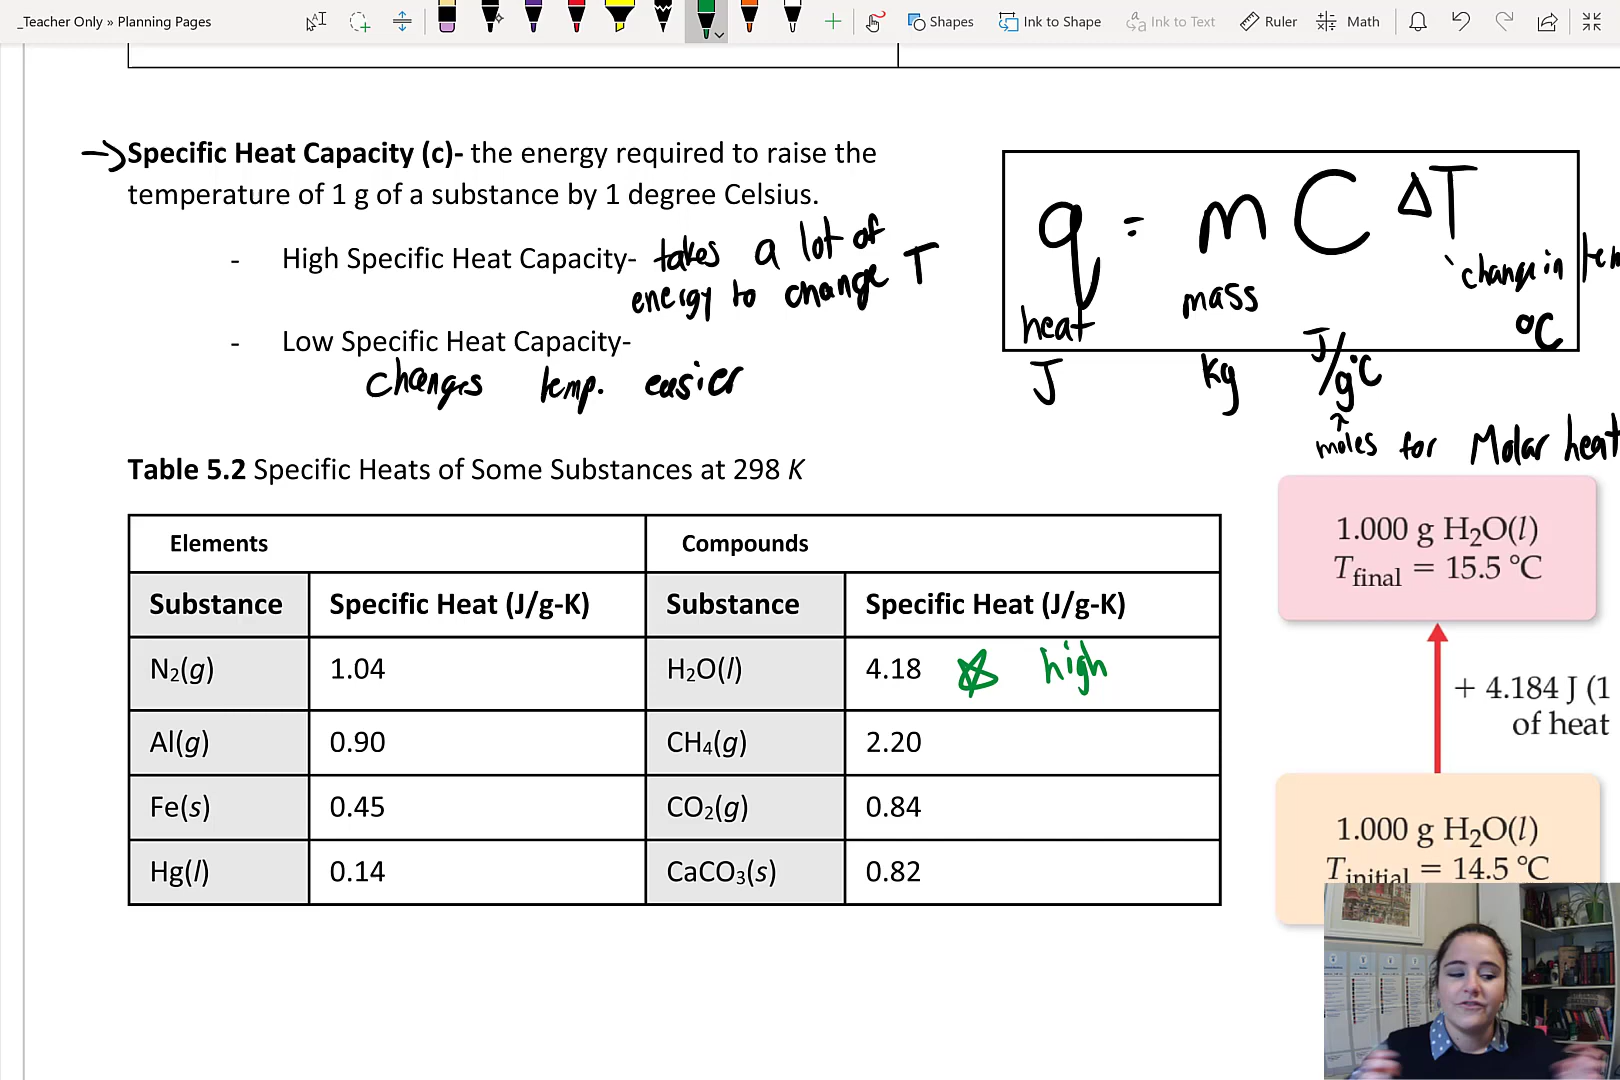 _Teacher Only » Planning Pages
Shapes
Ink to Shape
Ink to Text
Ruler
Math
Specific Heat Capacity (c)- the energy required to raise the
temperature of 1 g of a substance by 1 degree Celsius.
- High Specific Heat Capacity- takes a lot of
energy to change T
- Low Specific Heat Capacity-
changes temp. easier
q = m C ΔT
heat
mass
change in tem
°C
J
kg
J/g°C
moles for Molar heat
Table 5.2 Specific Heats of Some Substances at 298 K
Elements
Compounds
Substance
Specific Heat (J/g-K)
Substance
Specific Heat (J/g-K)
N₂(g)
1.04
H₂O(l)
4.18 high
Al(g)
0.90
CH₄(g)
2.20
Fe(s)
0.45
CO₂(g)
0.84
Hg(l)
0.14
CaCO₃(s)
0.82
1.000 g H₂O(l)
Tfinal = 15.5 °C
+ 4.184 J (1
of heat
1.000 g H₂O(l)
Tinitial = 14.5 °C